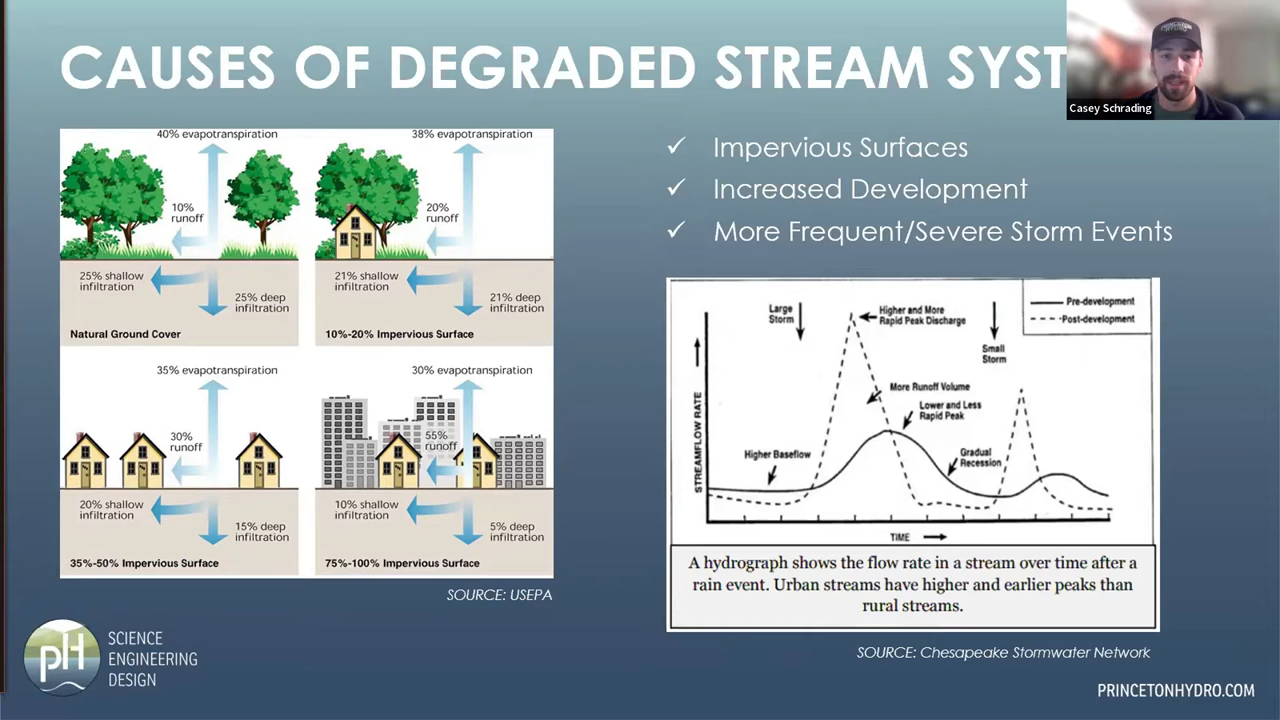 CAUSES OF DEGRADED STREAM SYST
Casey Schrading
40% evapotranspiration
10%
runoff
25% shallow
infiltration
25% deep
infiltration
Natural Ground Cover
38% evapotranspiration
20%
runoff
21% shallow
infiltration
21% deep
infiltration
10%-20% Impervious Surface
35% evapotranspiration
30%
runoff
20% shallow
infiltration
15% deep
infiltration
35%-50% Impervious Surface
30% evapotranspiration
55%
runoff
10% shallow
infiltration
5% deep
infiltration
75%-100% Impervious Surface
SOURCE: USEPA
✓ Impervious Surfaces
✓ Increased Development
✓ More Frequent/Severe Storm Events
Large
Storm
Higher and More
Rapid Peak Discharge
Pre-development
Post-development
Small
Storm
More Runoff Volume
Lower and Less
Rapid Peak
Higher Baseflow
Gradual
Recession
STREAMFLOW RATE
TIME
A hydrograph shows the flow rate in a stream over time after a
rain event. Urban streams have higher and earlier peaks than
rural streams.
SOURCE: Chesapeake Stormwater Network
pH
SCIENCE
ENGINEERING
DESIGN
PRINCETONHYDRO.COM